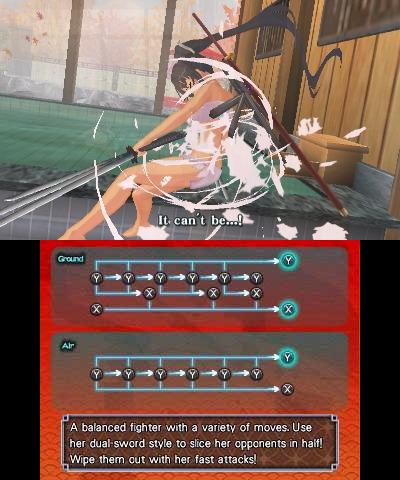 It can't be...!
Ground
Y
Y Y Y Y Y Y
X X X
X X
Air
Y
Y Y Y Y Y Y
X
A balanced fighter with a variety of moves. Use
her dual-sword style to slice her opponents in half!
Wipe them out with her fast attacks!